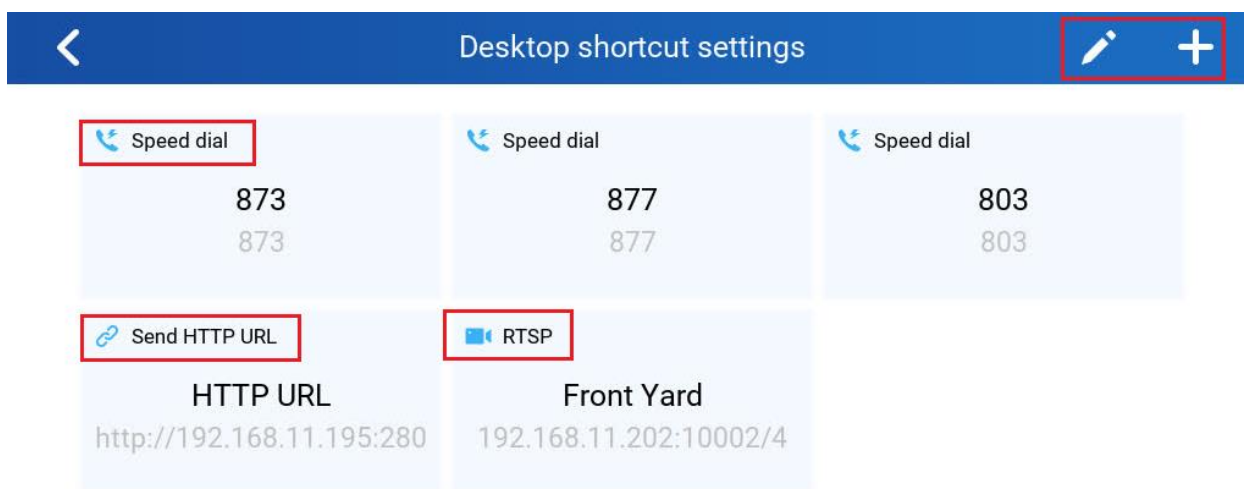 Desktop shortcut settings
Speed dial
873
873
Speed dial
877
877
Speed dial
803
803
Send HTTP URL
HTTP URL
http://192.168.11.195:280
RTSP
Front Yard
192.168.11.202:10002/4